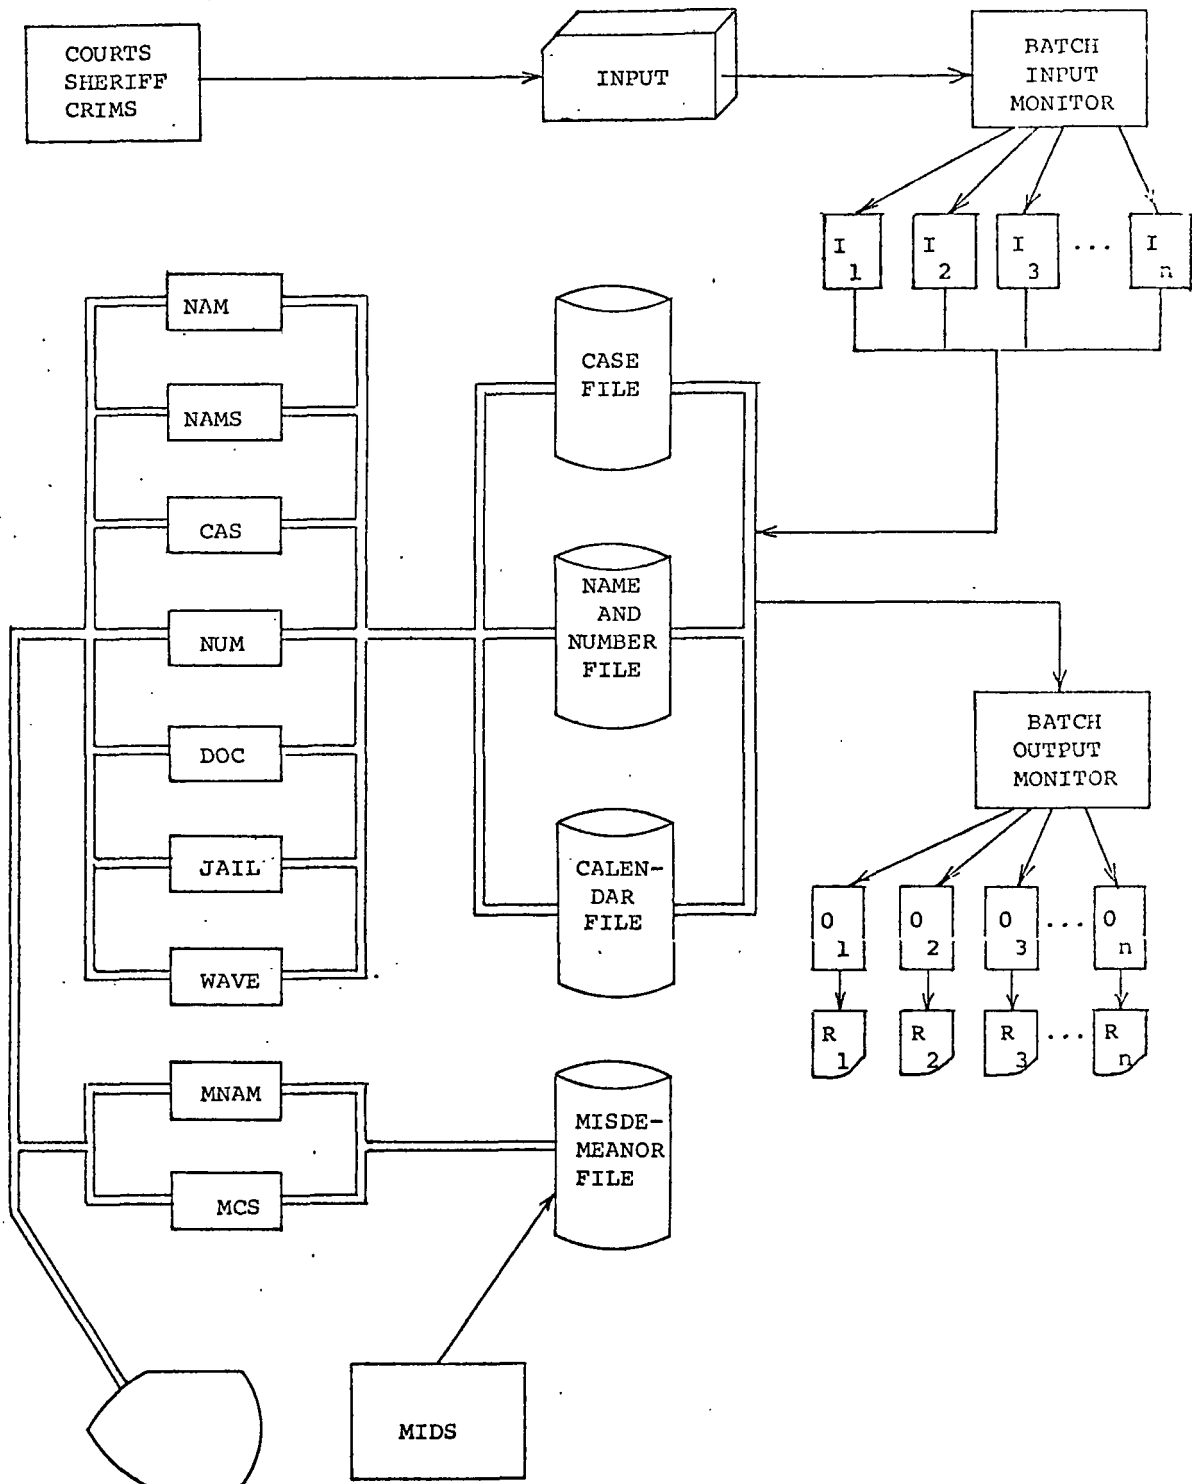 COURTS
SHERIFF
CRIMS
INPUT
BATCH
INPUT
MONITOR
I 1
I 2
I 3
...
I n
NAM
NAMS
CAS
NUM
DOC
JAIL
WAVE
MNAM
MCS
CASE
FILE
NAME
AND
NUMBER
FILE
CALEN-
DAR
FILE
MISDE-
MEANOR
FILE
BATCH
OUTPUT
MONITOR
O 1
O 2
O 3
...
O n
R 1
R 2
R 3
...
R n
MIDS